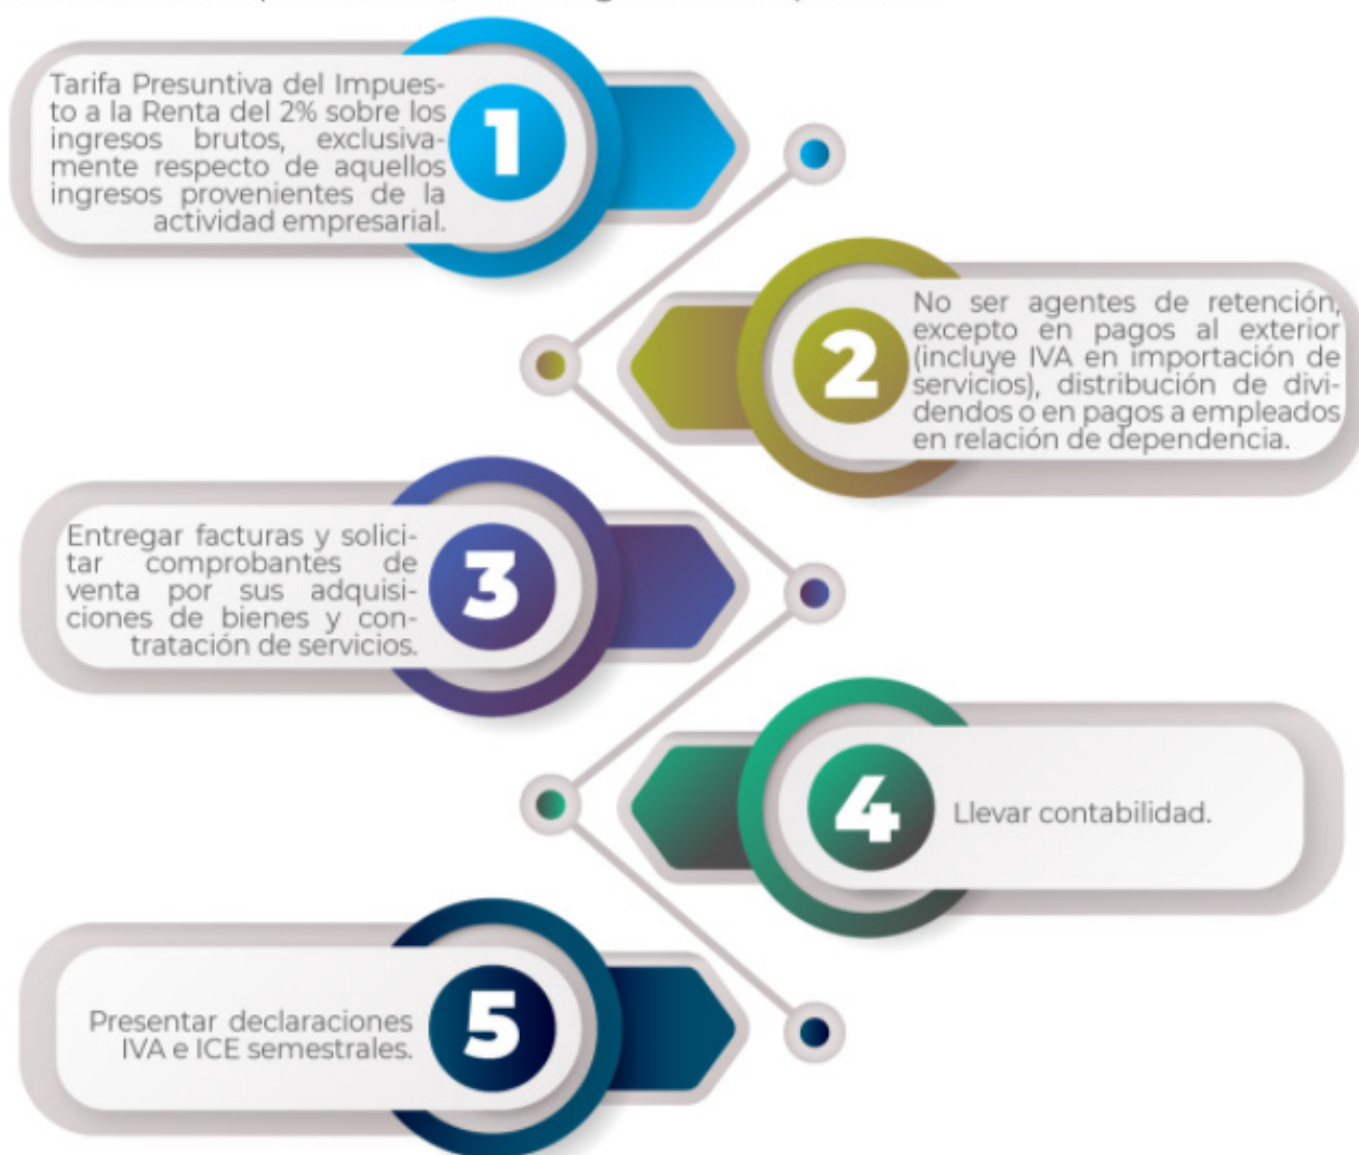 Tarifa Presuntiva del Impues-
to a la Renta del 2% sobre los
ingresos brutos, exclusiva-
mente respecto de aquellos
ingresos provenientes de la
actividad empresarial.
1
No ser agentes de retención,
excepto en pagos al exterior
(incluye IVA en importación de
servicios), distribución de divi-
dendos o en pagos a empleados
en relación de dependencia.
2
Entregar facturas y solici-
tar comprobantes de
venta por sus adquisi-
ciones de bienes y con-
tratación de servicios.
3
4
Llevar contabilidad.
Presentar declaraciones
IVA e ICE semestrales.
5